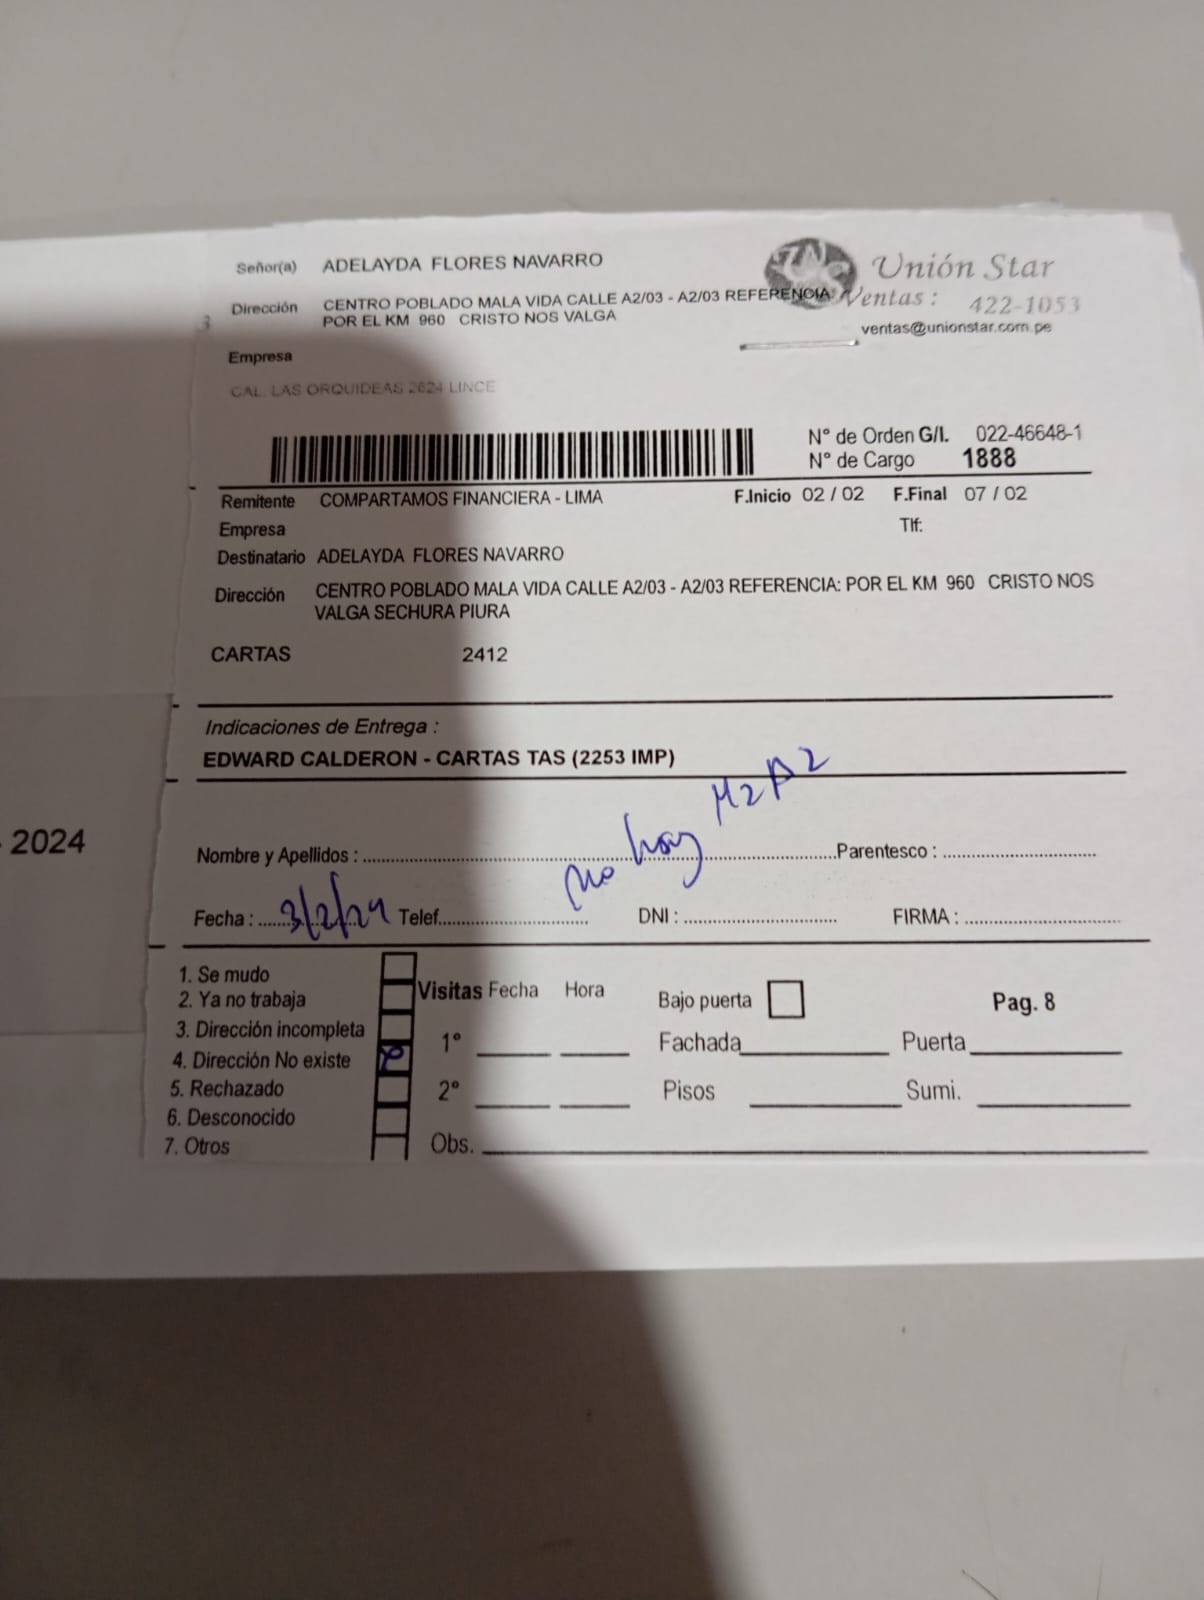 Señor(a) ADELAYDA FLORES NAVARRO
Unión Star
Dirección CENTRO POBLADO MALA VIDA CALLE A2/03 - A2/03 REFERENCIA:
POR EL KM 960 CRISTO NOS VALGA
Ventas: 422-1053
ventas@unionstar.com.pe
3
Empresa
CAL. LAS ORQUIDEAS 2624 LINCE
N° de Orden G/I. 022-46648-1
N° de Cargo 1888
Remitente COMPARTAMOS FINANCIERA - LIMA F.Inicio 02 / 02 F.Final 07 / 02
Empresa Tlf:
Destinatario ADELAYDA FLORES NAVARRO
Dirección CENTRO POBLADO MALA VIDA CALLE A2/03 - A2/03 REFERENCIA: POR EL KM 960 CRISTO NOS
VALGA SECHURA PIURA
CARTAS 2412
Indicaciones de Entrega :
EDWARD CALDERON - CARTAS TAS (2253 IMP)
No hay MzA2
- 2024
Nombre y Apellidos : Parentesco :
Fecha : 3/2/24 Telef. DNI : FIRMA :
1. Se mudo
2. Ya no trabaja
3. Dirección incompleta
4. Dirección No existe
5. Rechazado
6. Desconocido
7. Otros
Visitas Fecha Hora
1°
2°
Obs.
Bajo puerta Pag. 8
Fachada Puerta
Pisos Sumi.